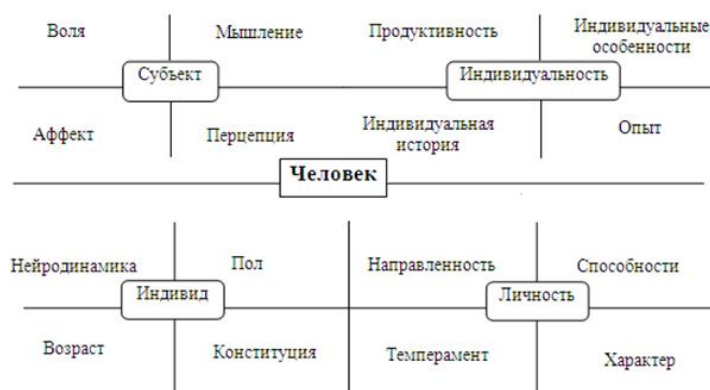 Воля Мышление Продуктивность Индивидуальные
особенности
Субъект Индивидуальность
Аффект Перцепция Индивидуальная
история Опыт
Человек
Нейродинамика Пол Направленность Способности
Индивид Личность
Возраст Конституция Темперамент Характер